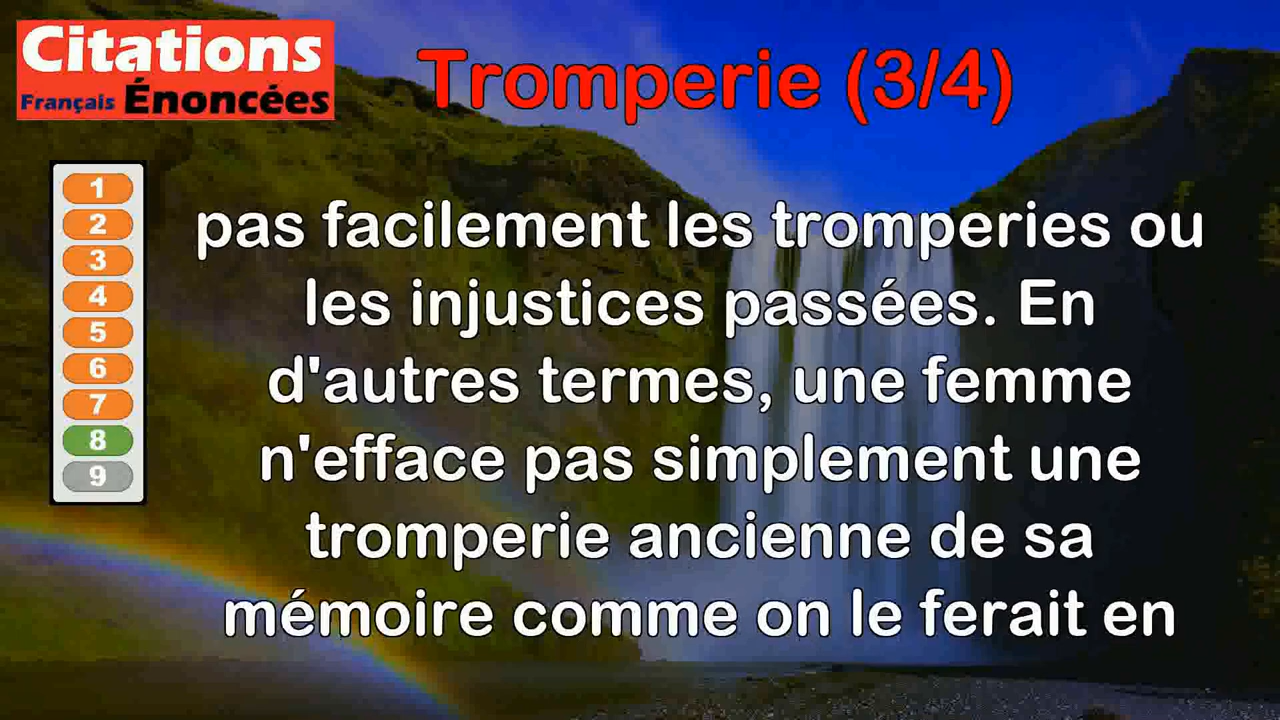 Citations
Français Énoncées
Tromperie (3/4)
1
2
3
4
5
6
7
8
9
pas facilement les tromperies ou
les injustices passées. En
d'autres termes, une femme
n'efface pas simplement une
tromperie ancienne de sa
mémoire comme on le ferait en